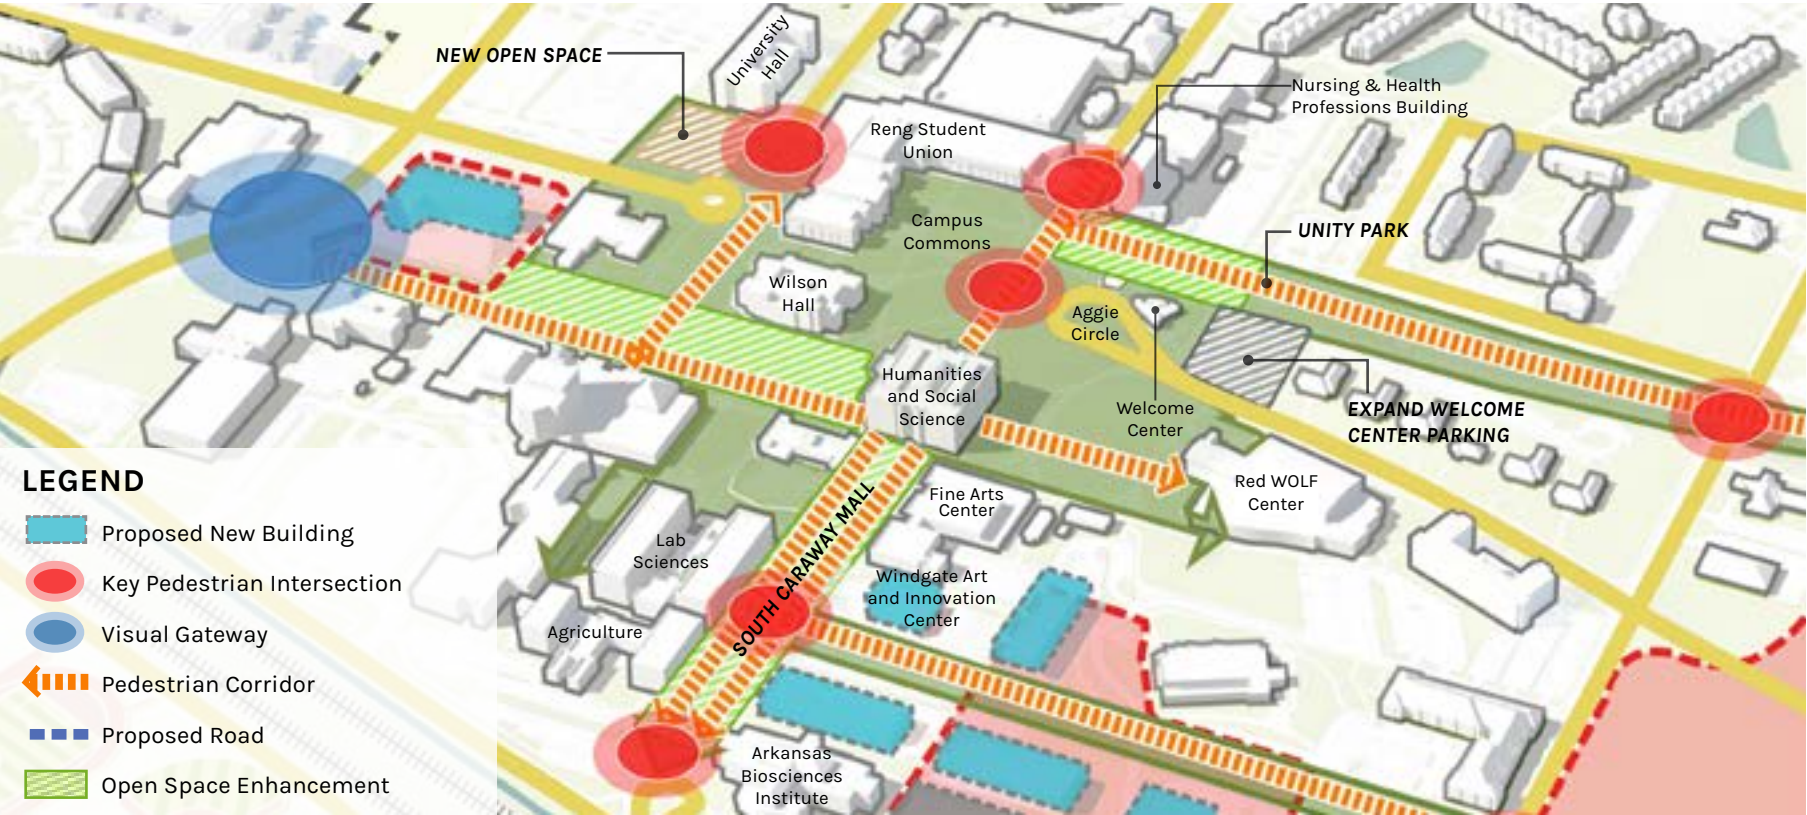 NEW OPEN SPACE
University
Hall
Nursing & Health
Professions Building
Reng Student
Union
Campus
Commons
UNITY PARK
Wilson
Hall
Aggie
Circle
Humanities
and Social
Science
Welcome
Center
EXPAND WELCOME
CENTER PARKING
Red WOLF
Center
Fine Arts
Center
SOUTH CARAWAY MALL
Lab
Sciences
Windgate Art
and Innovation
Center
Agriculture
Arkansas
Biosciences
Institute
LEGEND
Proposed New Building
Key Pedestrian Intersection
Visual Gateway
Pedestrian Corridor
Proposed Road
Open Space Enhancement